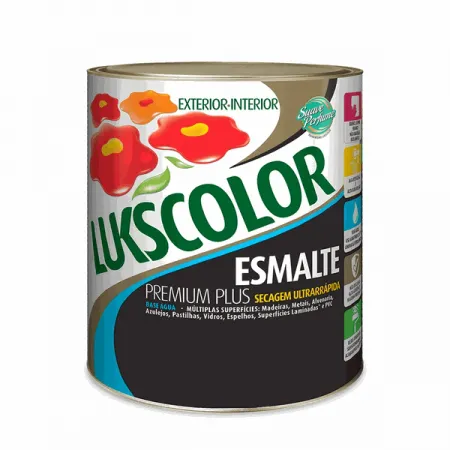 EXTERIOR-INTERIOR
Suave
Perfume
LUKSCOLOR
ESMALTE
PREMIUM PLUS SECAGEM ULTRARRÁPIDA
BASE ÁGUA - MÚLTIPLAS SUPERFÍCIES: Madeiras, Metais, Alvenaria,
Azulejos, Pastilhas, Vidros, Espelhos, Superfícies Laminadas* e PVC